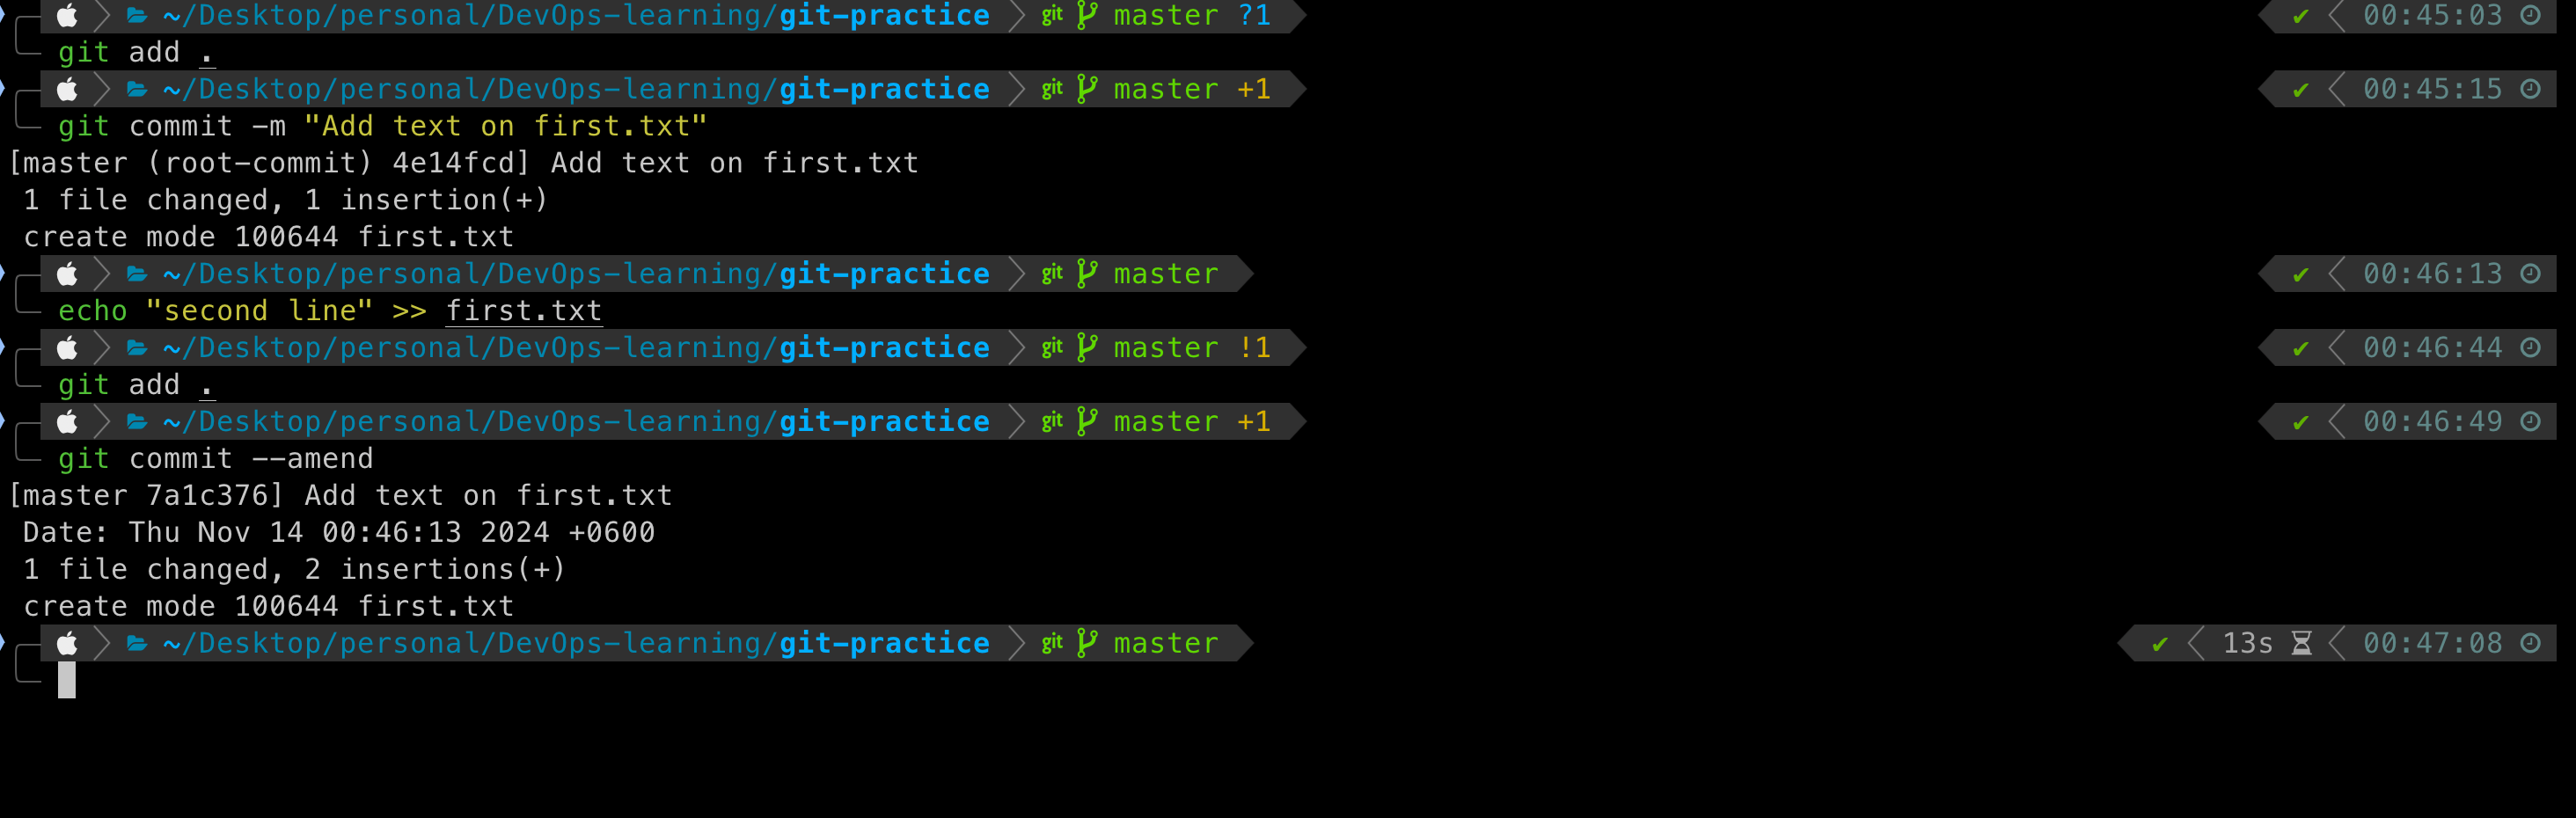 ~/Desktop/personal/DevOps-learning/git-practice git master ?1 ✔ 00:45:03
git add .
~/Desktop/personal/DevOps-learning/git-practice git master +1 ✔ 00:45:15
git commit -m "Add text on first.txt"
[master (root-commit) 4e14fcd] Add text on first.txt
1 file changed, 1 insertion(+)
create mode 100644 first.txt
~/Desktop/personal/DevOps-learning/git-practice git master ✔ 00:46:13
echo "second line" >> first.txt
~/Desktop/personal/DevOps-learning/git-practice git master !1 ✔ 00:46:44
git add .
~/Desktop/personal/DevOps-learning/git-practice git master +1 ✔ 00:46:49
git commit --amend
[master 7a1c376] Add text on first.txt
Date: Thu Nov 14 00:46:13 2024 +0600
1 file changed, 2 insertions(+)
create mode 100644 first.txt
~/Desktop/personal/DevOps-learning/git-practice git master ✔ 13s 00:47:08